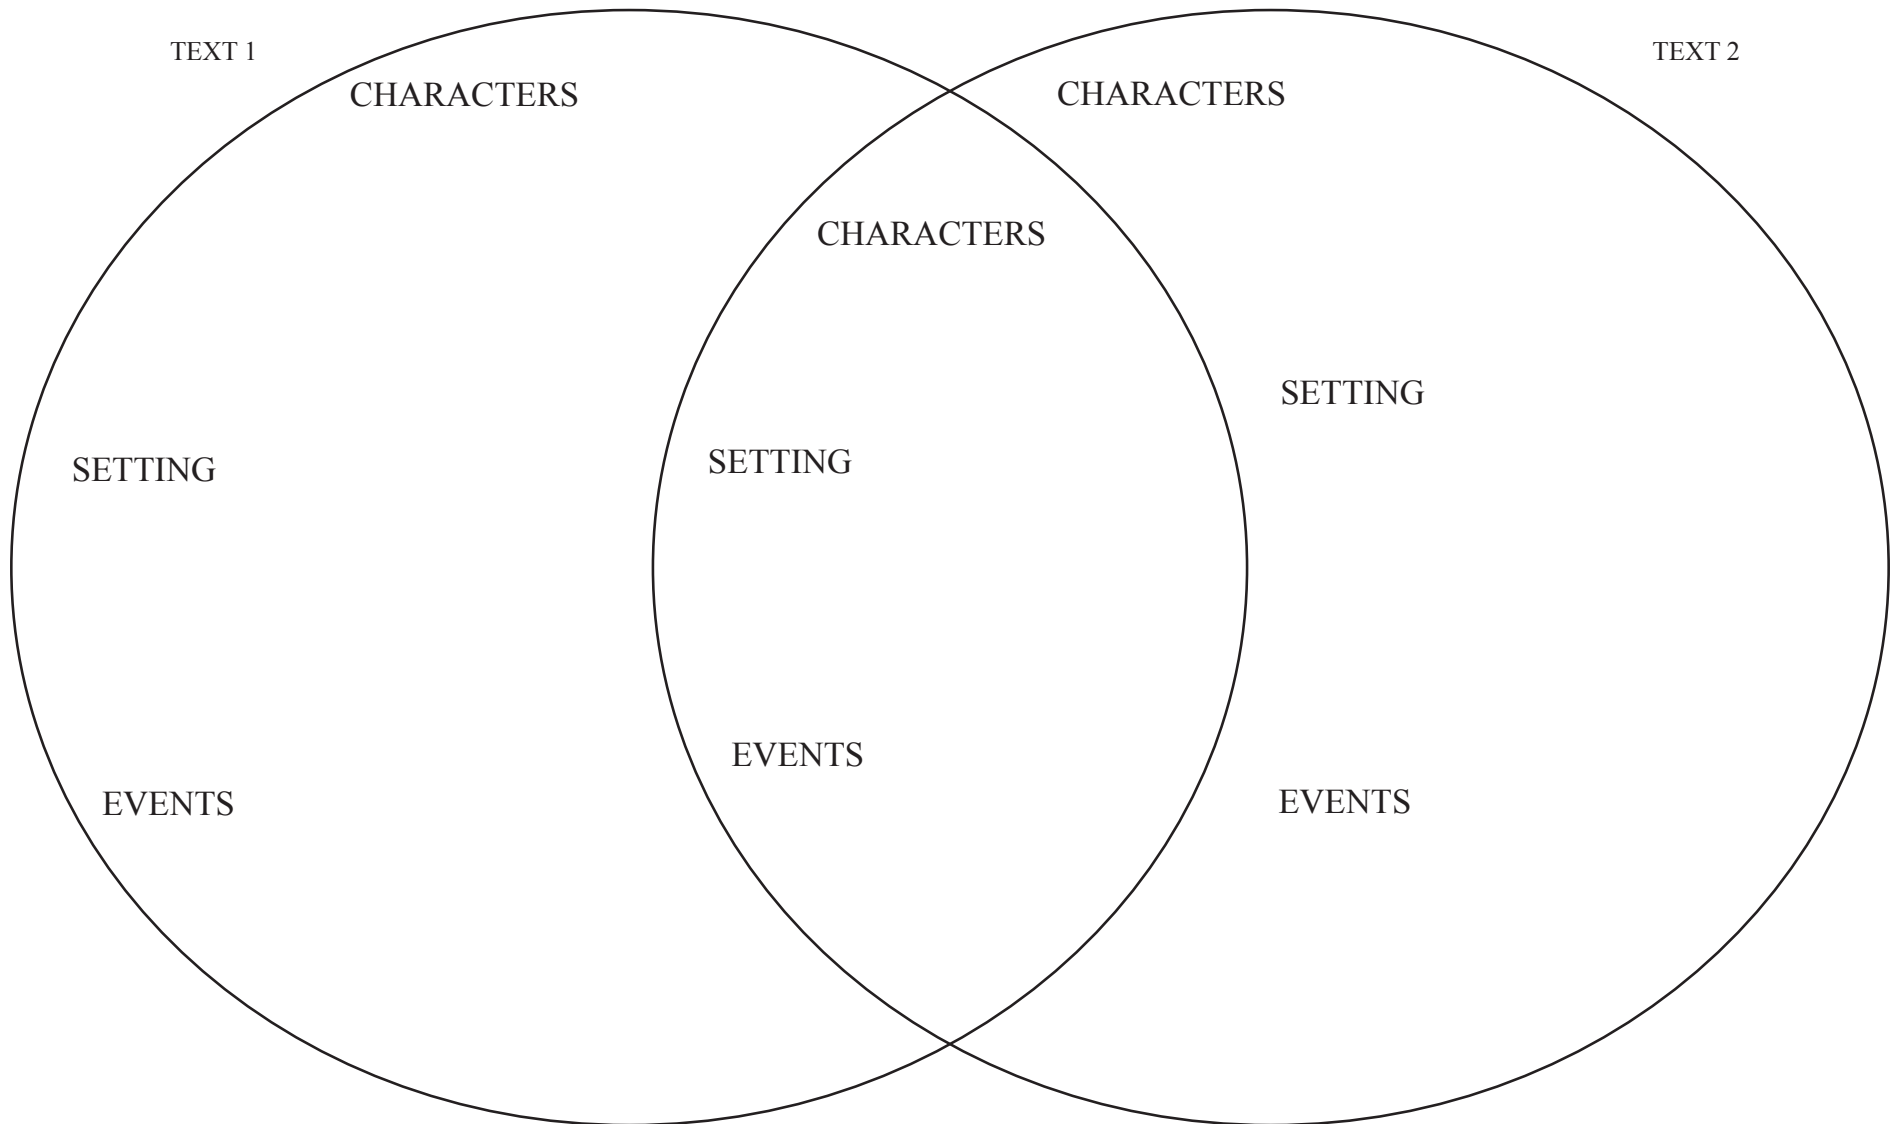 TEXT 1
TEXT 2
CHARACTERS
CHARACTERS
CHARACTERS
SETTING
SETTING
SETTING
EVENTS
EVENTS
EVENTS